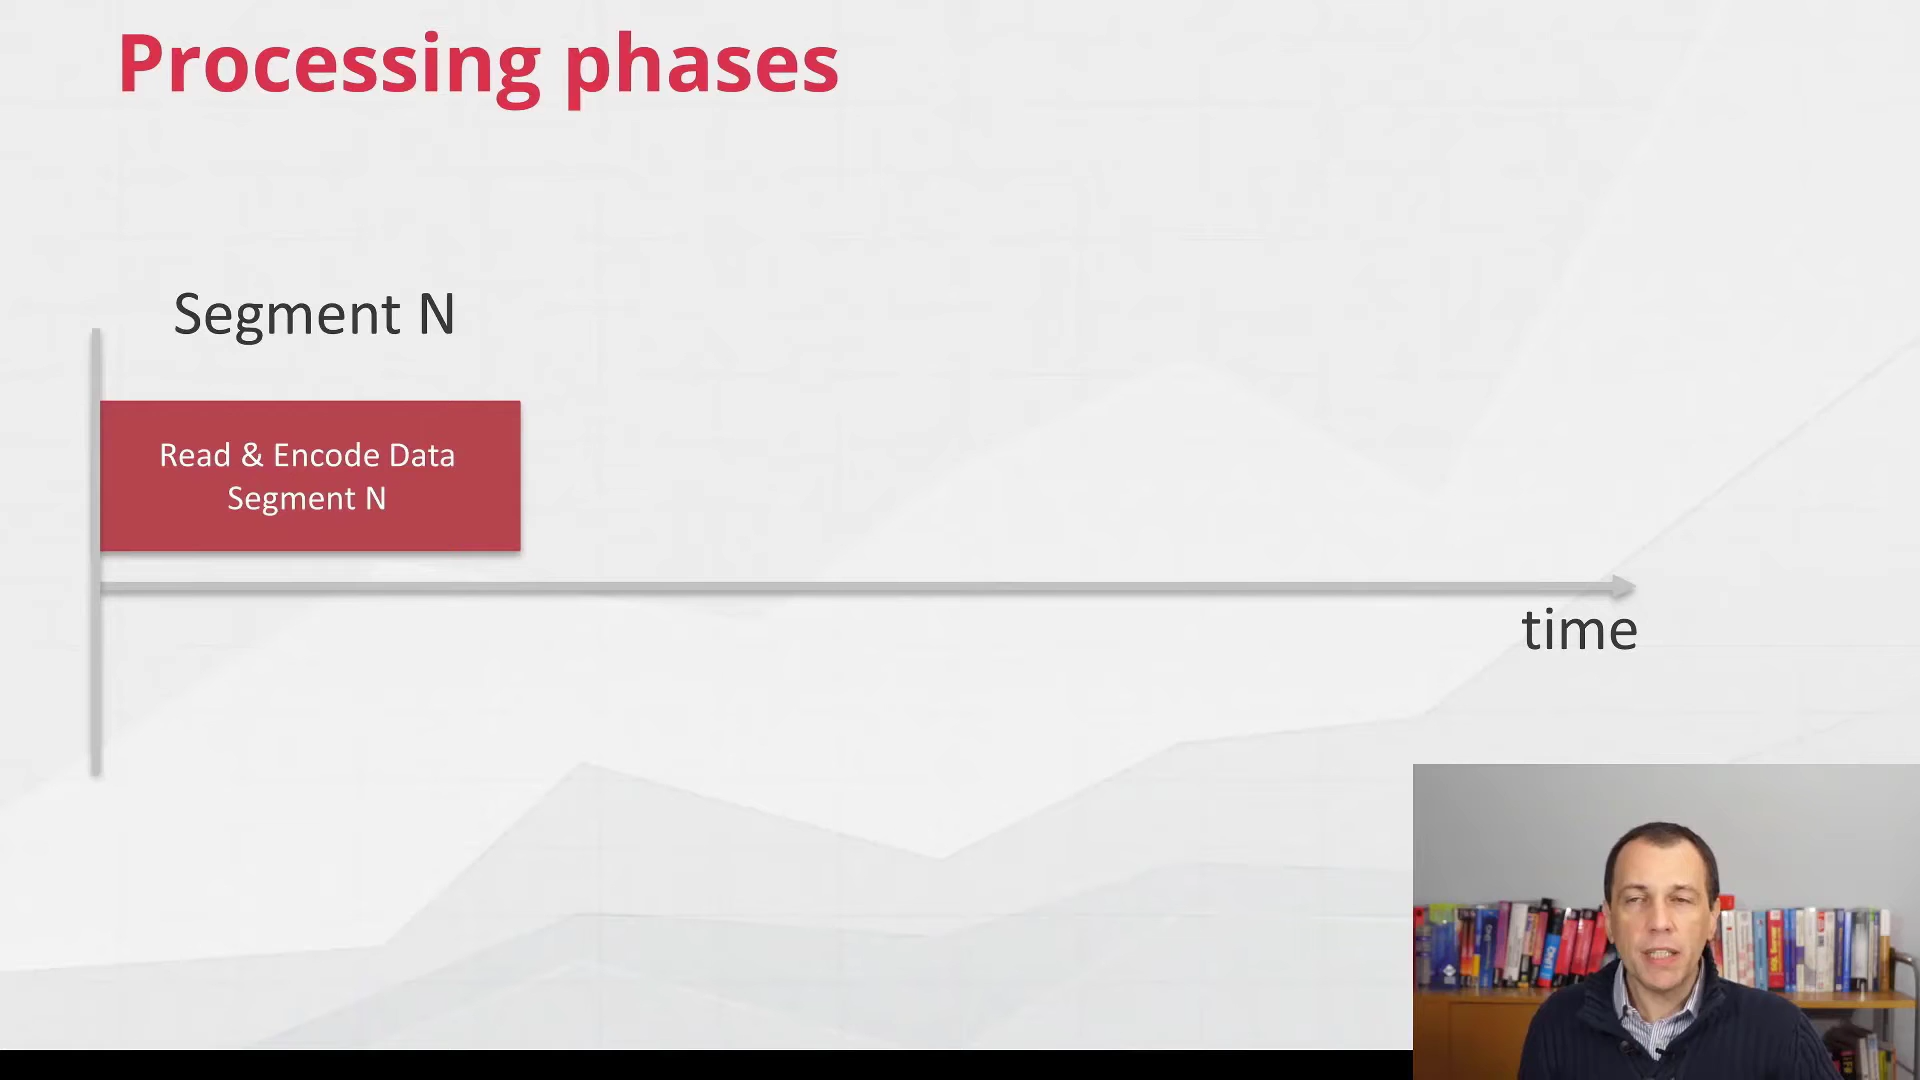 Processing phases
Segment N
Read & Encode Data
Segment N
time